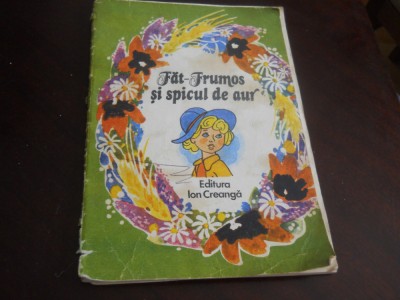 Făt-Frumos
și spicul de aur
Editura
Ion Creangă